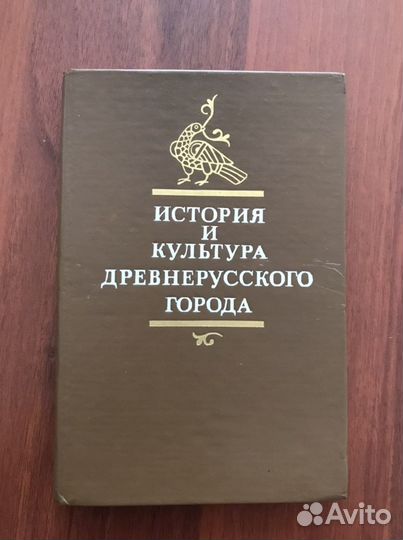 ИСТОРИЯ
И
КУЛЬТУРА
ДРЕВНЕРУССКОГО
ГОРОДА
Avito